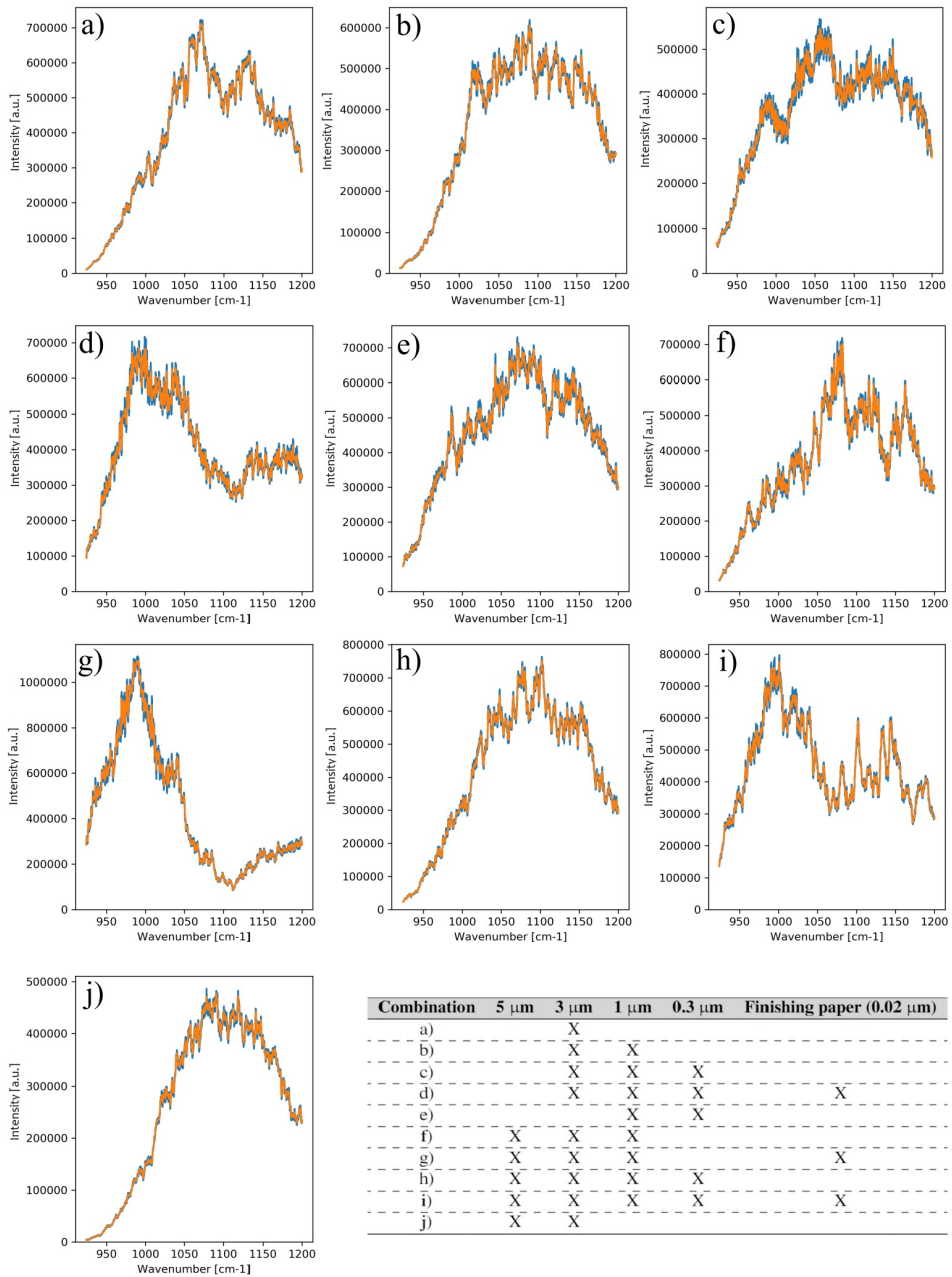 a)
700000
600000
500000
400000
300000
200000
100000
0
Intensity [a.u.]
950 1000 1050 1100 1150 1200
Wavenumber [cm-1]
b)
600000
500000
400000
300000
200000
100000
0
Intensity [a.u.]
950 1000 1050 1100 1150 1200
Wavenumber [cm-1]
c)
500000
400000
300000
200000
100000
0
Intensity [a.u.]
950 1000 1050 1100 1150 1200
Wavenumber [cm-1]
d)
700000
600000
500000
400000
300000
200000
100000
0
Intensity [a.u.]
950 1000 1050 1100 1150 1200
Wavenumber [cm-1]
e)
700000
600000
500000
400000
300000
200000
100000
0
Intensity [a.u.]
950 1000 1050 1100 1150 1200
Wavenumber [cm-1]
f)
700000
600000
500000
400000
300000
200000
100000
0
Intensity [a.u.]
950 1000 1050 1100 1150 1200
Wavenumber [cm-1]
g)
1000000
800000
600000
400000
200000
0
Intensity [a.u.]
950 1000 1050 1100 1150 1200
Wavenumber [cm-1]
h)
800000
700000
600000
500000
400000
300000
200000
100000
0
Intensity [a.u.]
950 1000 1050 1100 1150 1200
Wavenumber [cm-1]
i)
800000
700000
600000
500000
400000
300000
200000
100000
0
Intensity [a.u.]
950 1000 1050 1100 1150 1200
Wavenumber [cm-1]
j)
500000
400000
300000
200000
100000
0
Intensity [a.u.]
950 1000 1050 1100 1150 1200
Wavenumber [cm-1]
Combination 5 μm 3 μm 1 μm 0.3 μm Finishing paper (0.02 μm)
a) X
b) X X
c) X X X
d) X X X X
e) X X
f) X X X
g) X X X X
h) X X X X
i) X X X X X
j) X X